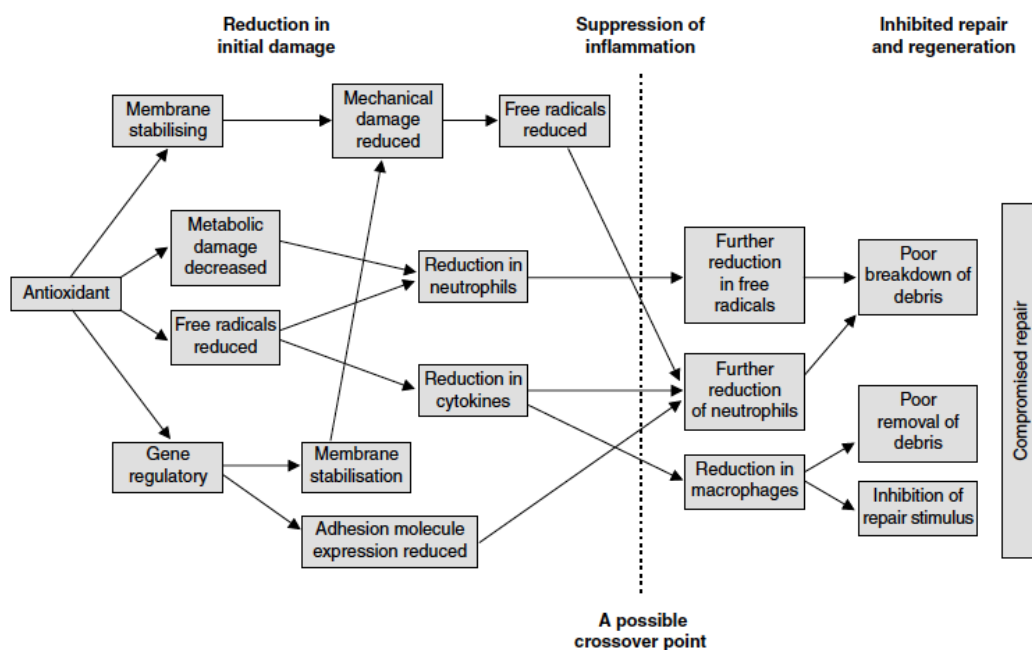 Reduction in
initial damage
Suppression of
inflammation
Inhibited repair
and regeneration
Membrane
stabilising
Mechanical
damage
reduced
Free radicals
reduced
Metabolic
damage
decreased
Antioxidant
Free radicals
reduced
Reduction in
neutrophils
Reduction in
cytokines
Gene
regulatory
Membrane
stabilisation
Adhesion molecule
expression reduced
Further
reduction
in free
radicals
Further
reduction
of neutrophils
Reduction in
macrophages
Poor
breakdown of
debris
Poor
removal of
debris
Inhibition of
repair stimulus
Compromised repair
A possible
crossover point